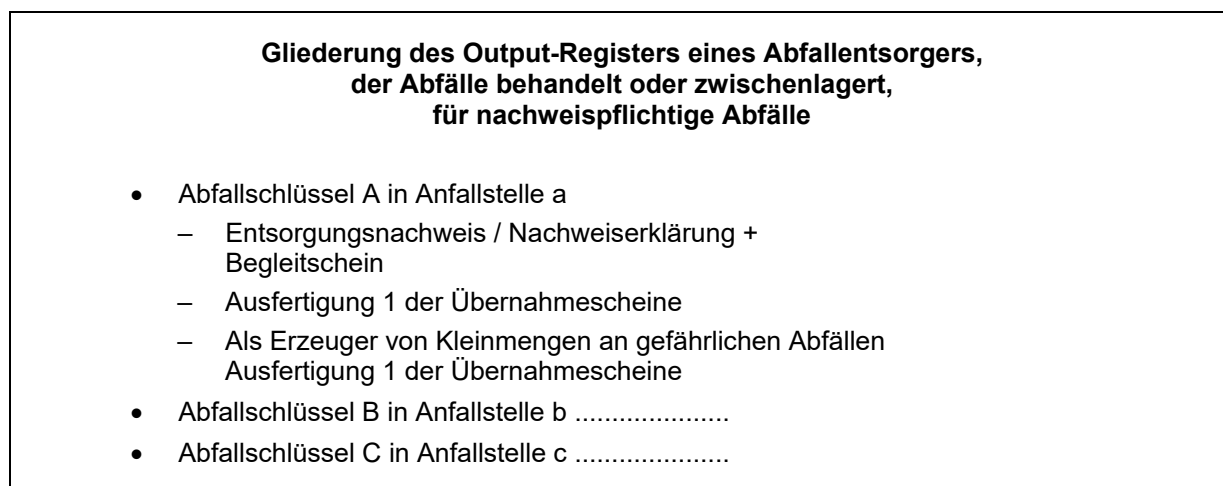 Gliederung des Output-Registers eines Abfallentsorgers,
der Abfälle behandelt oder zwischenlagert,
für nachweispflichtige Abfälle
• Abfallschlüssel A in Anfallstelle a
– Entsorgungsnachweis / Nachweiserklärung +
Begleitschein
– Ausfertigung 1 der Übernahmescheine
– Als Erzeuger von Kleinmengen an gefährlichen Abfällen
Ausfertigung 1 der Übernahmescheine
• Abfallschlüssel B in Anfallstelle b .....................
• Abfallschlüssel C in Anfallstelle c .....................